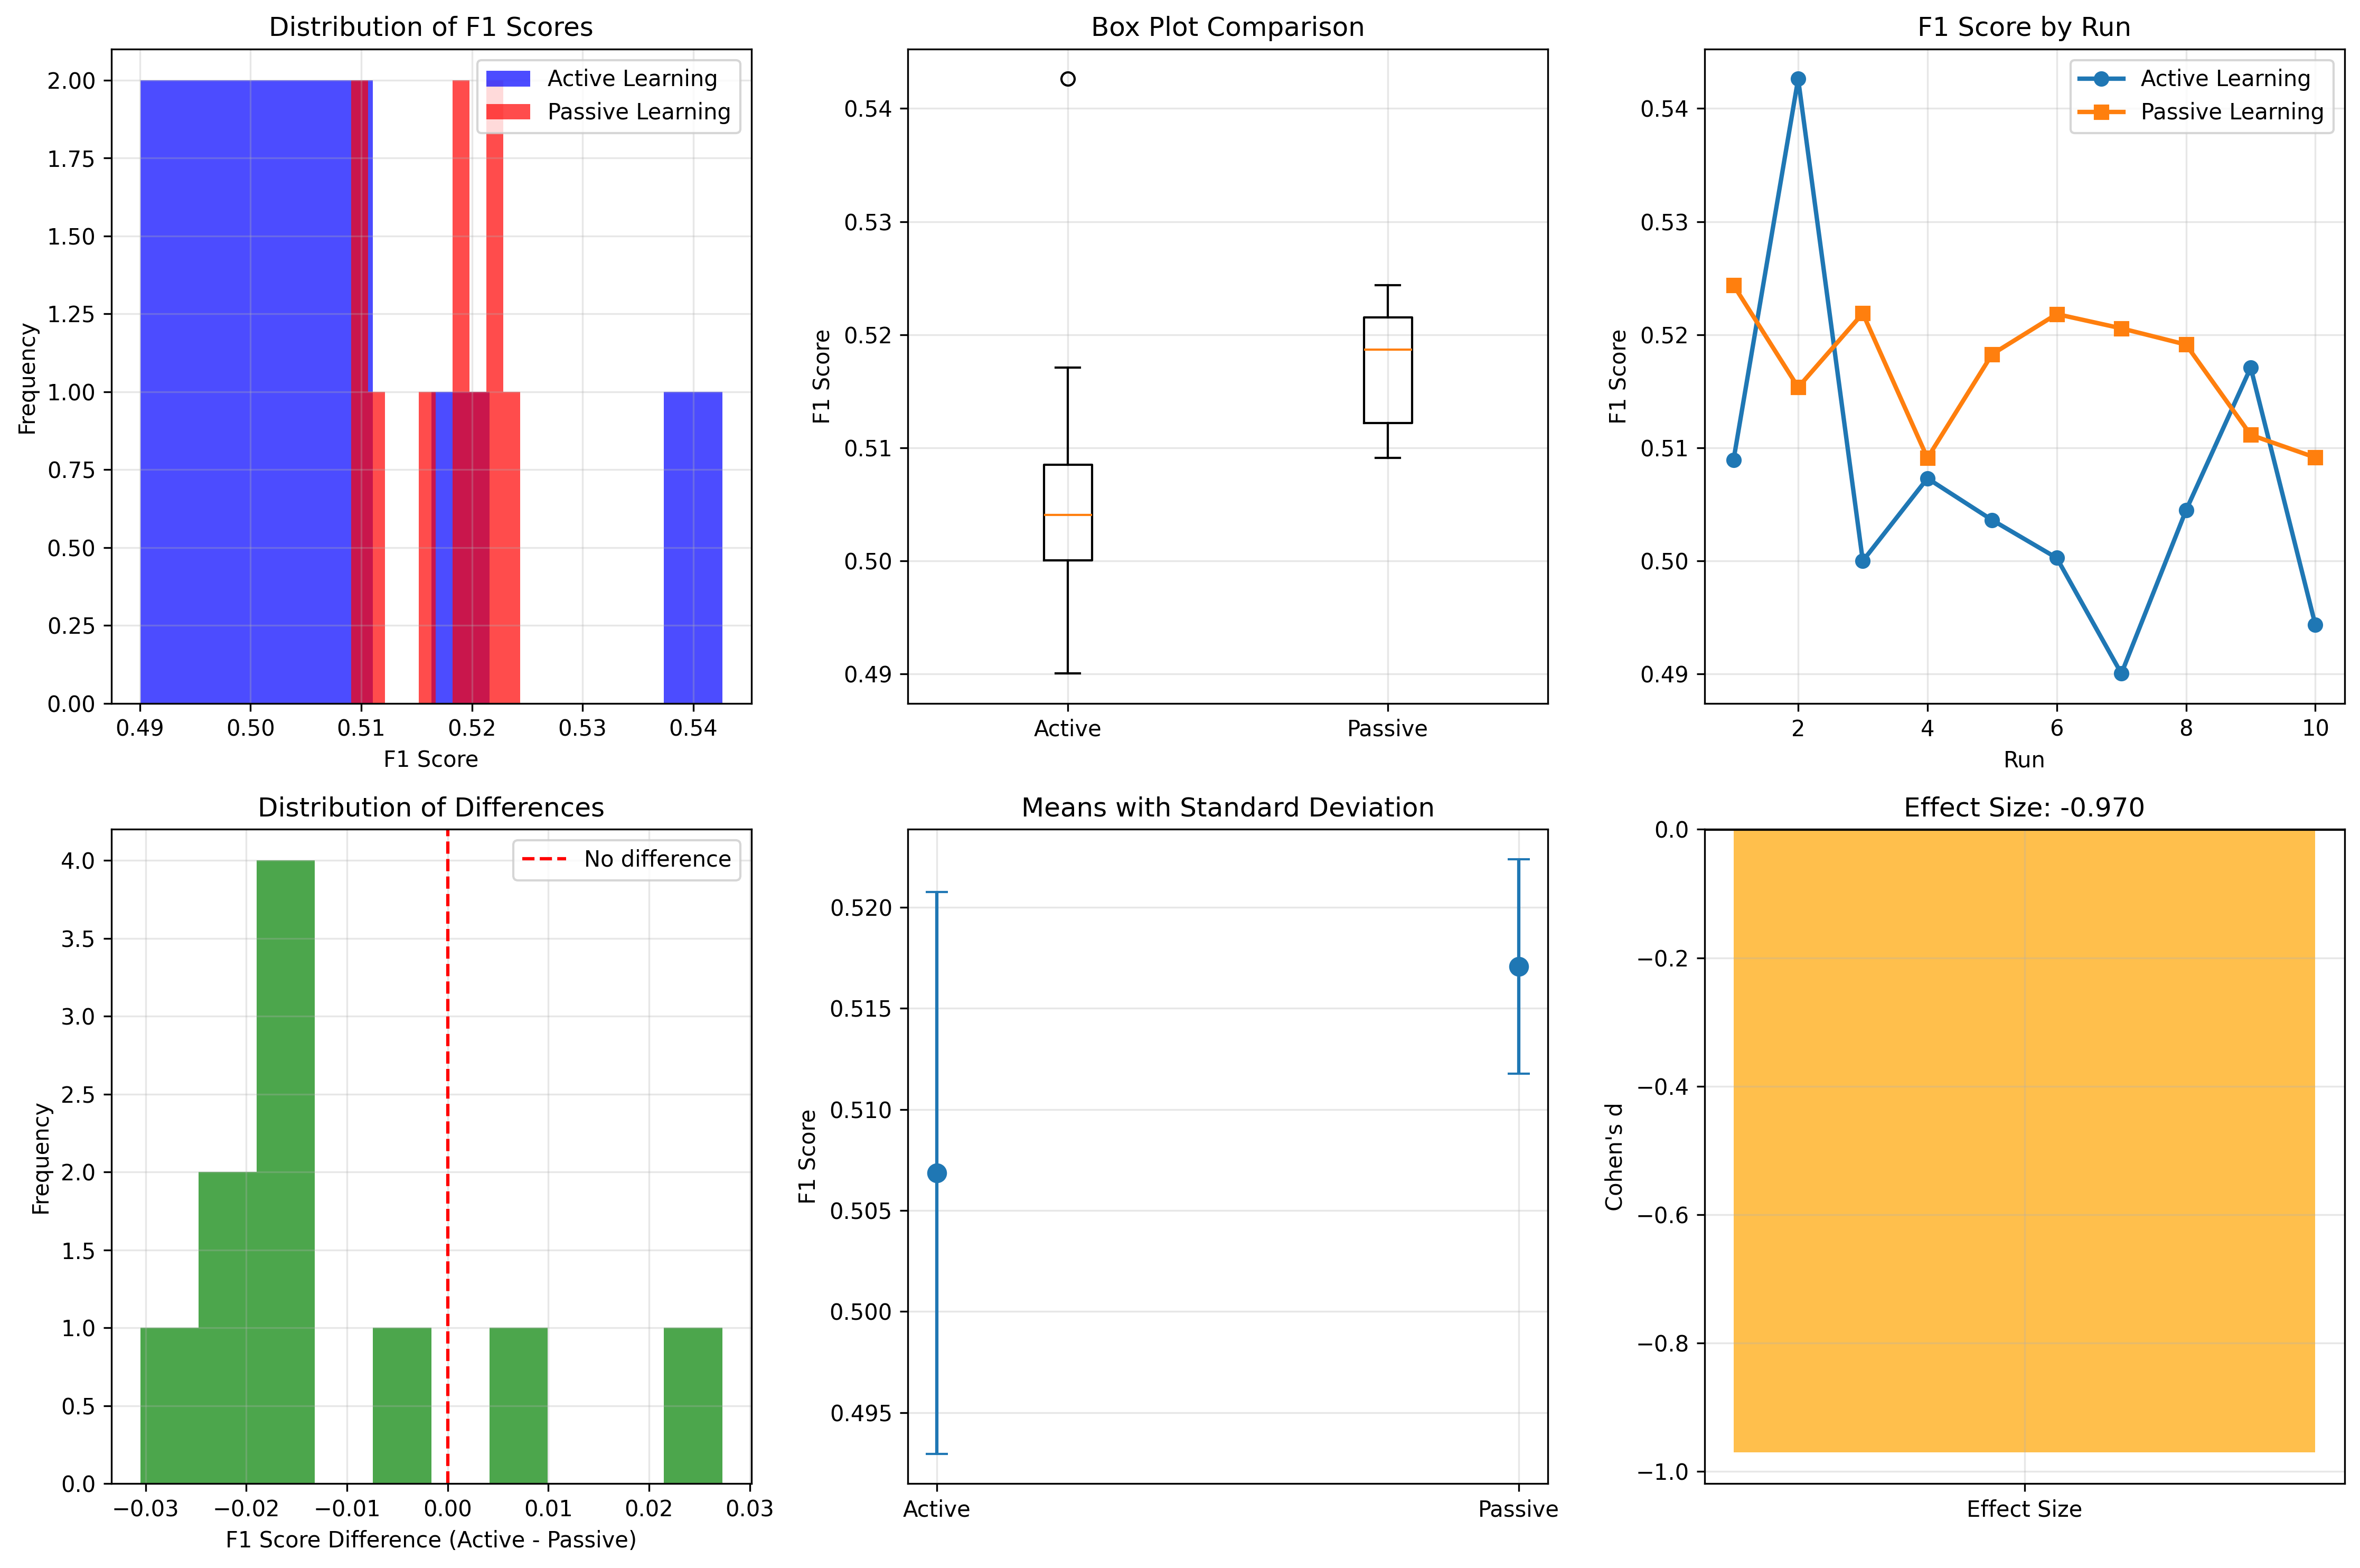 Distribution of F1 Scores
2.00
1.75
1.50
1.25
1.00
0.75
0.50
0.25
0.00
Frequency
Active Learning
Passive Learning
0.49 0.50 0.51 0.52 0.53 0.54
F1 Score
Box Plot Comparison
0.54
0.53
0.52
0.51
0.50
0.49
F1 Score
Active Passive
F1 Score by Run
0.54
0.53
0.52
0.51
0.50
0.49
F1 Score
Active Learning
Passive Learning
2 4 6 8 10
Run
Distribution of Differences
4.0
3.5
3.0
2.5
2.0
1.5
1.0
0.5
0.0
Frequency
No difference
−0.03 −0.02 −0.01 0.00 0.01 0.02 0.03
F1 Score Difference (Active - Passive)
Means with Standard Deviation
0.520
0.515
0.510
0.505
0.500
0.495
F1 Score
Active Passive
Effect Size: -0.970
0.0
−0.2
−0.4
−0.6
−0.8
−1.0
Cohen's d
Effect Size